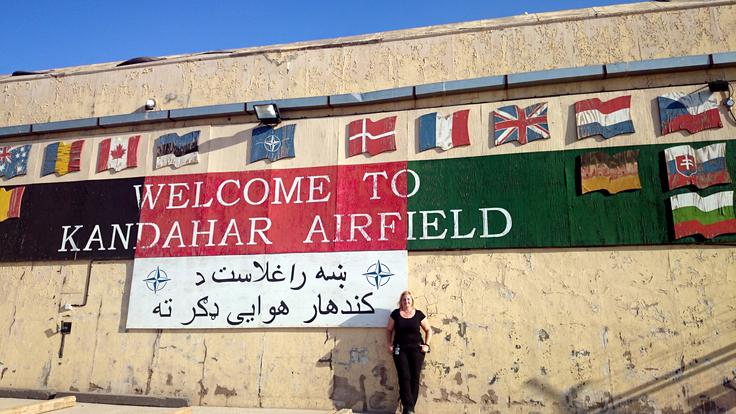 WELCOME TO
KANDAHAR AIRFIELD
ښه راغلاست د
کندهار هوایی ډګر ته